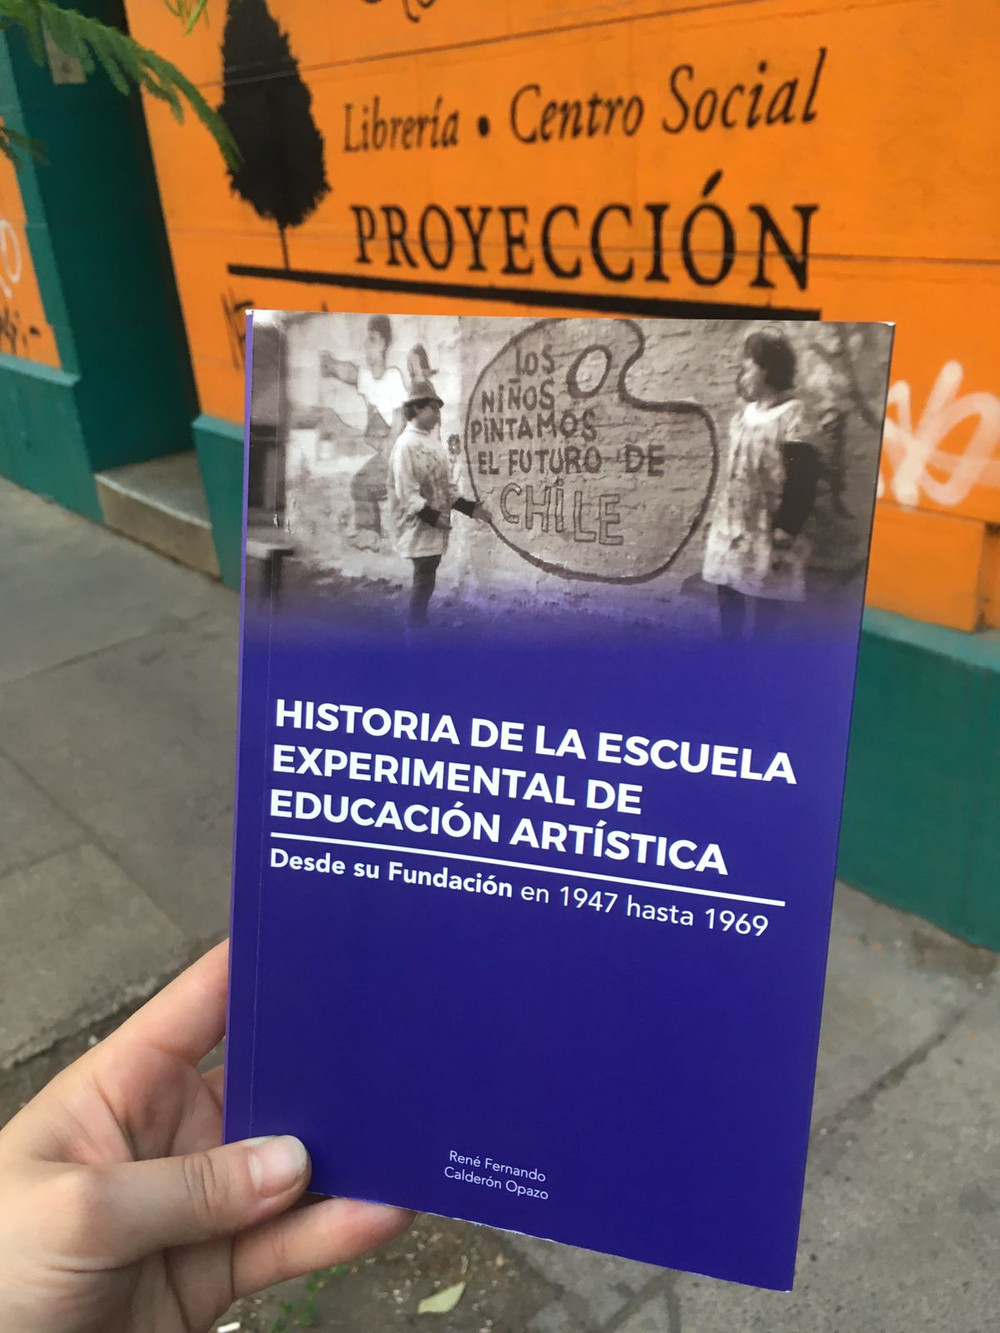 Librería • Centro Social
PROYECCIÓN
LOS
NIÑOS
PINTAMOS
EL FUTURO DE
CHILE
HISTORIA DE LA ESCUELA
EXPERIMENTAL DE
EDUCACIÓN ARTÍSTICA
Desde su Fundación en 1947 hasta 1969
René Fernando
Calderón Opazo